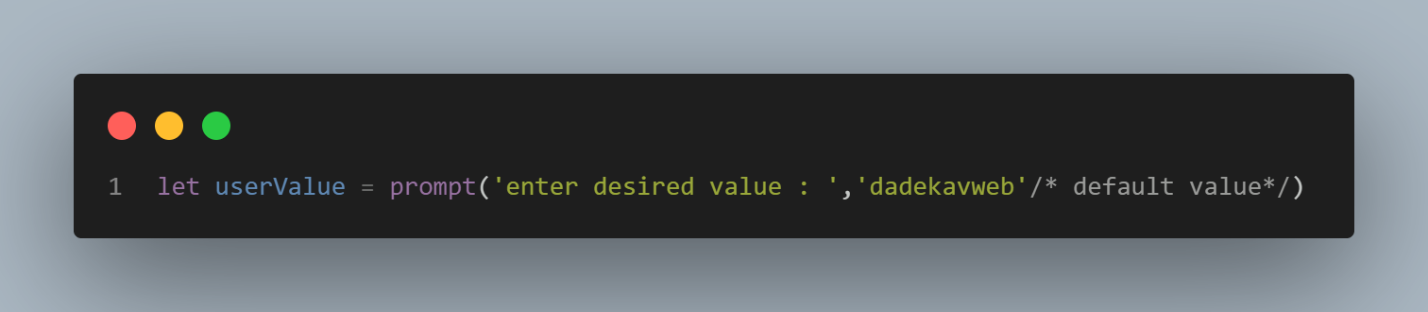 1 let userValue = prompt('enter desired value : ','dadekavweb'/* default value*/)